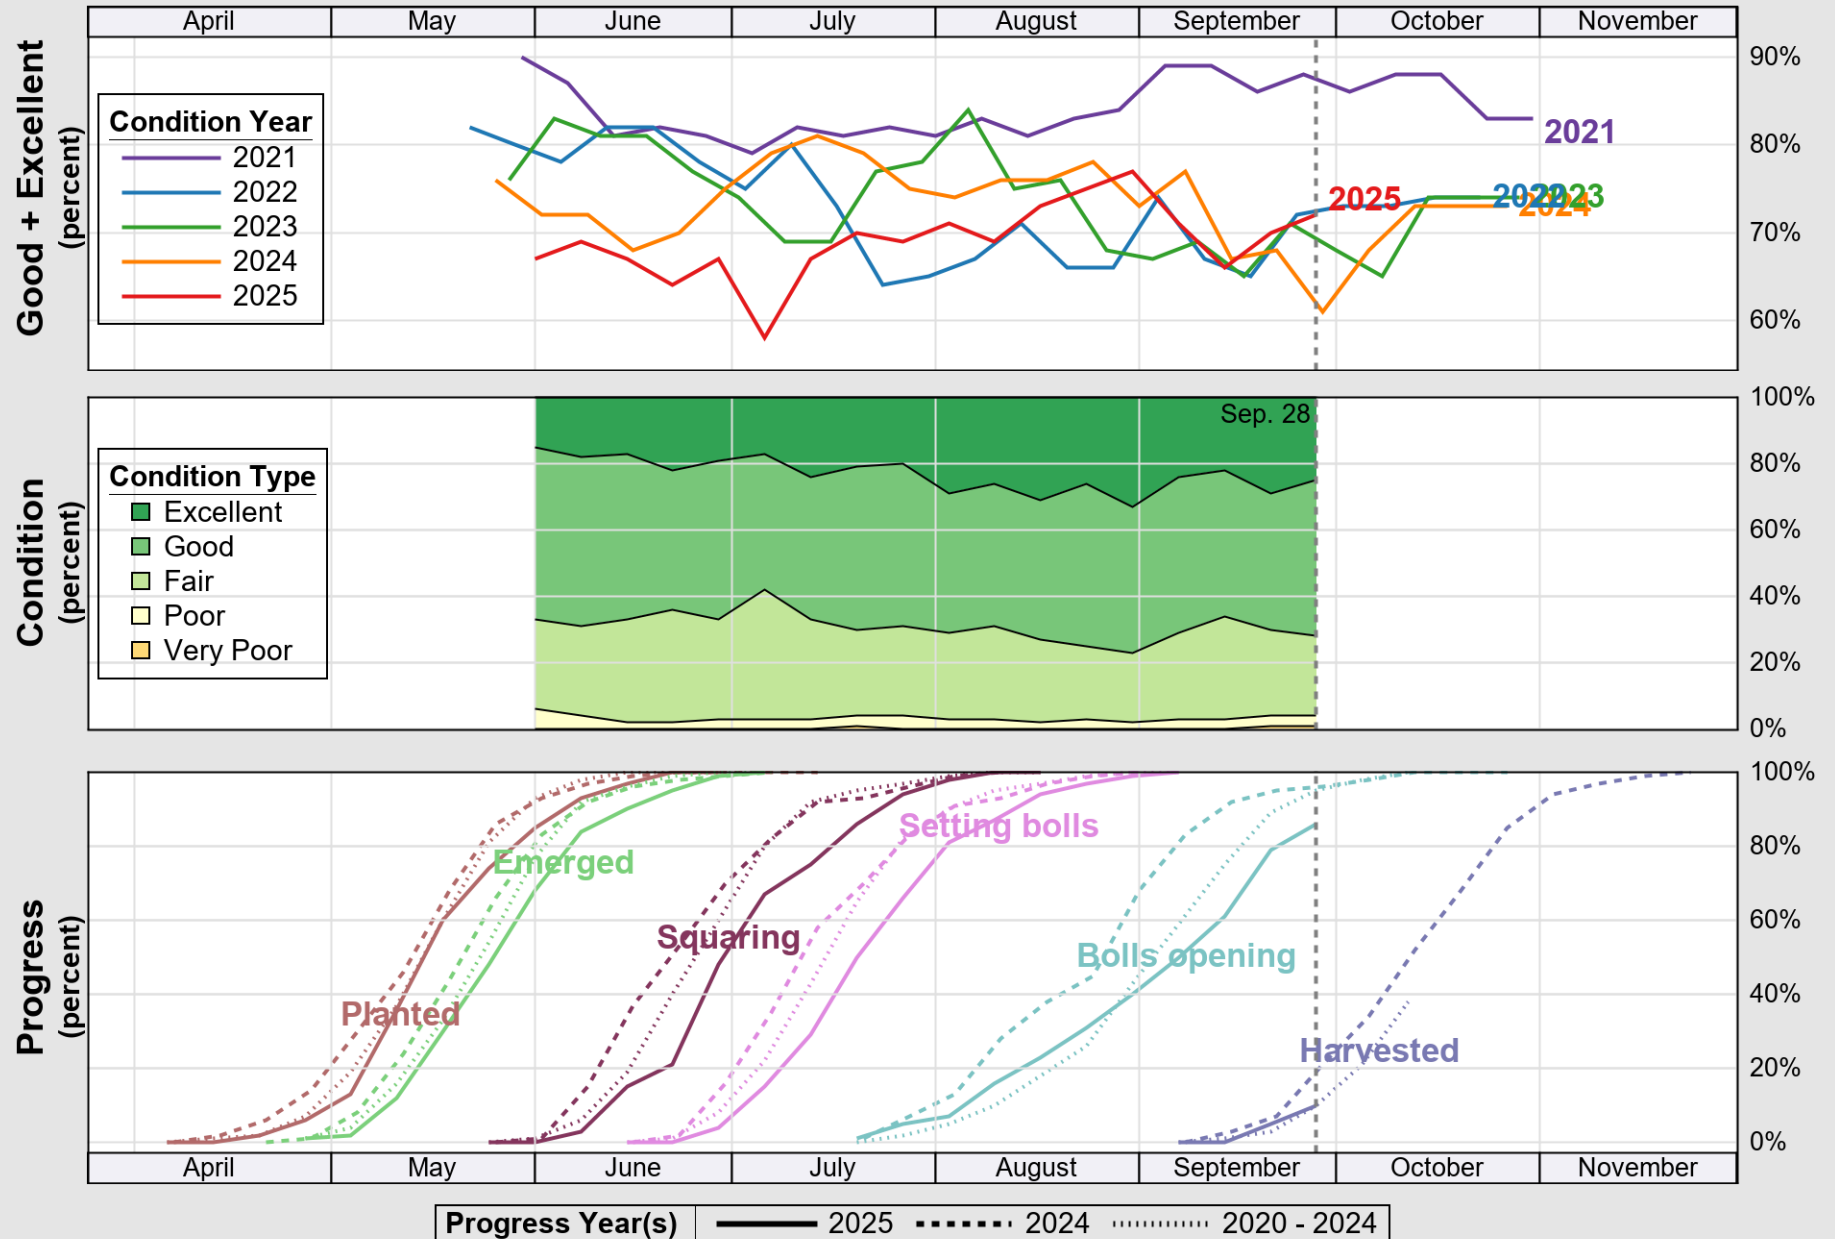 April May June July August September October November
Good + Excellent
(percent)
90%
80%
70%
60%
Condition Year
2021
2022
2023
2024
2025
2021
2025
2022
2023
2024
Condition
(percent)
100%
80%
60%
40%
20%
0%
Sep. 28
Condition Type
Excellent
Good
Fair
Poor
Very Poor
Progress
(percent)
100%
80%
60%
40%
20%
0%
Setting bolls
Emerged
Squaring
Bolls opening
Planted
Harvested
April May June July August September October November
Progress Year(s) 2025 2024 2020 - 2024